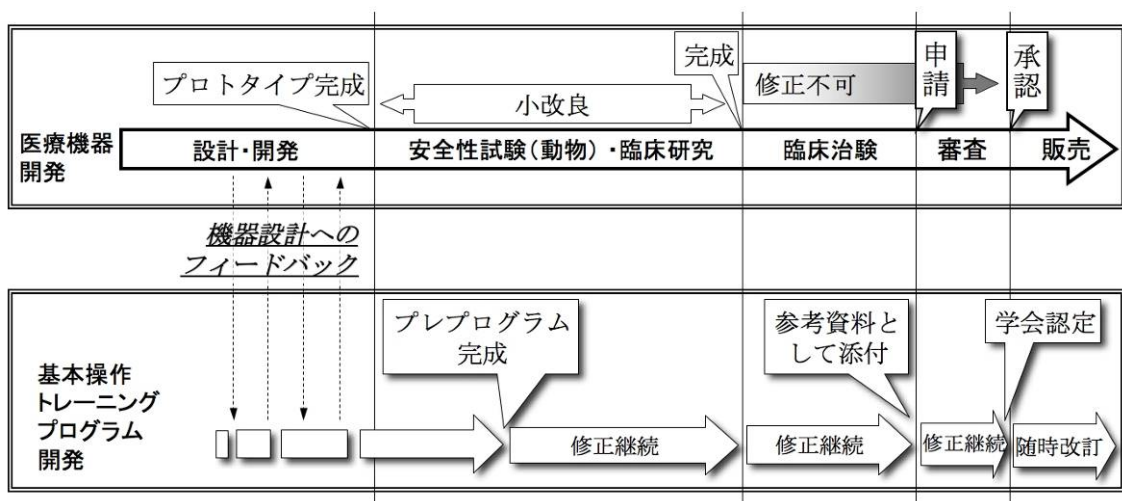 プロトタイプ完成
完成
修正不可
申請
承認
小改良
医療機器
開発
設計・開発
安全性試験(動物)・臨床研究
臨床治験
審査
販売
機器設計への
フィードバック
プレプログラム
完成
参考資料と
して添付
学会認定
基本操作
トレーニング
プログラム
開発
修正継続
修正継続
修正継続
随時改訂